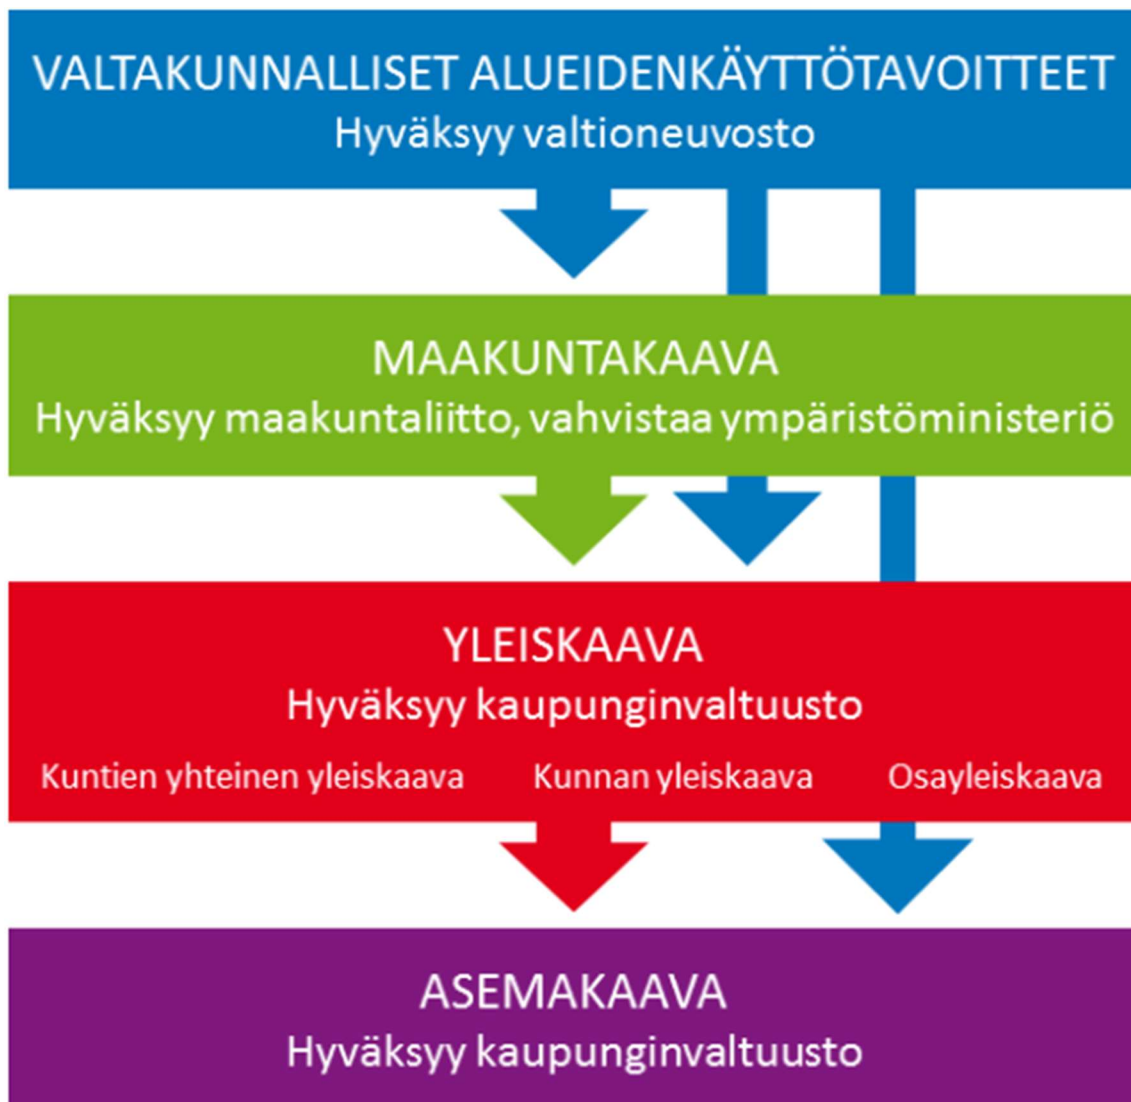 VALTAKUNNALLISET ALUEIDENKÄYTTÖTAVOITTEET
Hyväksyy valtioneuvosto
MAAKUNTAKAAVA
Hyväksyy maakuntaliitto, vahvistaa ympäristöministeriö
YLEISKAAVA
Hyväksyy kaupunginvaltuusto
Kuntien yhteinen yleiskaava Kunnan yleiskaava Osayleiskaava
ASEMAKAAVA
Hyväksyy kaupunginvaltuusto